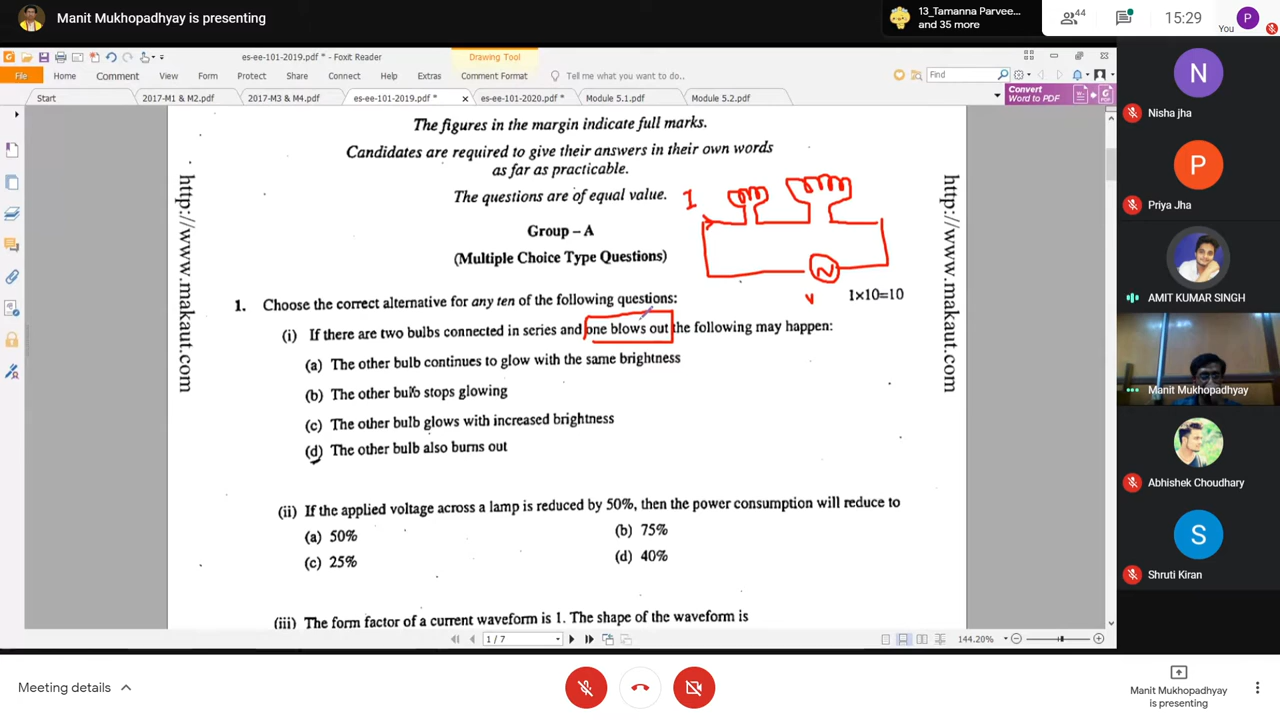 Manit Mukhopadhyay is presenting
13_Tamanna Parvee...
and 35 more
44
15:29
You
P
es-ee-101-2019.pdf * - Foxit Reader
Drawing Tool
File
Home
Comment
View
Form
Protect
Share
Connect
Help
Extras
Comment Format
Tell me what you want to do...
Find
Start
2017-M1 & M2.pdf
2017-M3 & M4.pdf
es-ee-101-2019.pdf *
es-ee-101-2020.pdf *
Module 5.1.pdf
Module 5.2.pdf
Convert
Word to PDF
The figures in the margin indicate full marks.
Candidates are required to give their answers in their own words
as far as practicable.
The questions are of equal value.
I
Group – A
(Multiple Choice Type Questions)
N
V
1×10=10
1. Choose the correct alternative for any ten of the following questions:
(i) If there are two bulbs connected in series and one blows out the following may happen:
(a) The other bulb continues to glow with the same brightness
(b) The other bulb stops glowing
(c) The other bulb glows with increased brightness
(d) The other bulb also burns out
(ii) If the applied voltage across a lamp is reduced by 50%, then the power consumption will reduce to
(a) 50%
(b) 75%
(c) 25%
(d) 40%
(iii) The form factor of a current waveform is 1. The shape of the waveform is
http://www.makaut.com
http://www.makaut.com
1 / 7
144.20%
N
Nisha jha
P
Priya Jha
AMIT KUMAR SINGH
Manit Mukhopadhyay
Abhishek Choudhary
S
Shruti Kiran
Meeting details
Manit Mukhopadhyay
is presenting